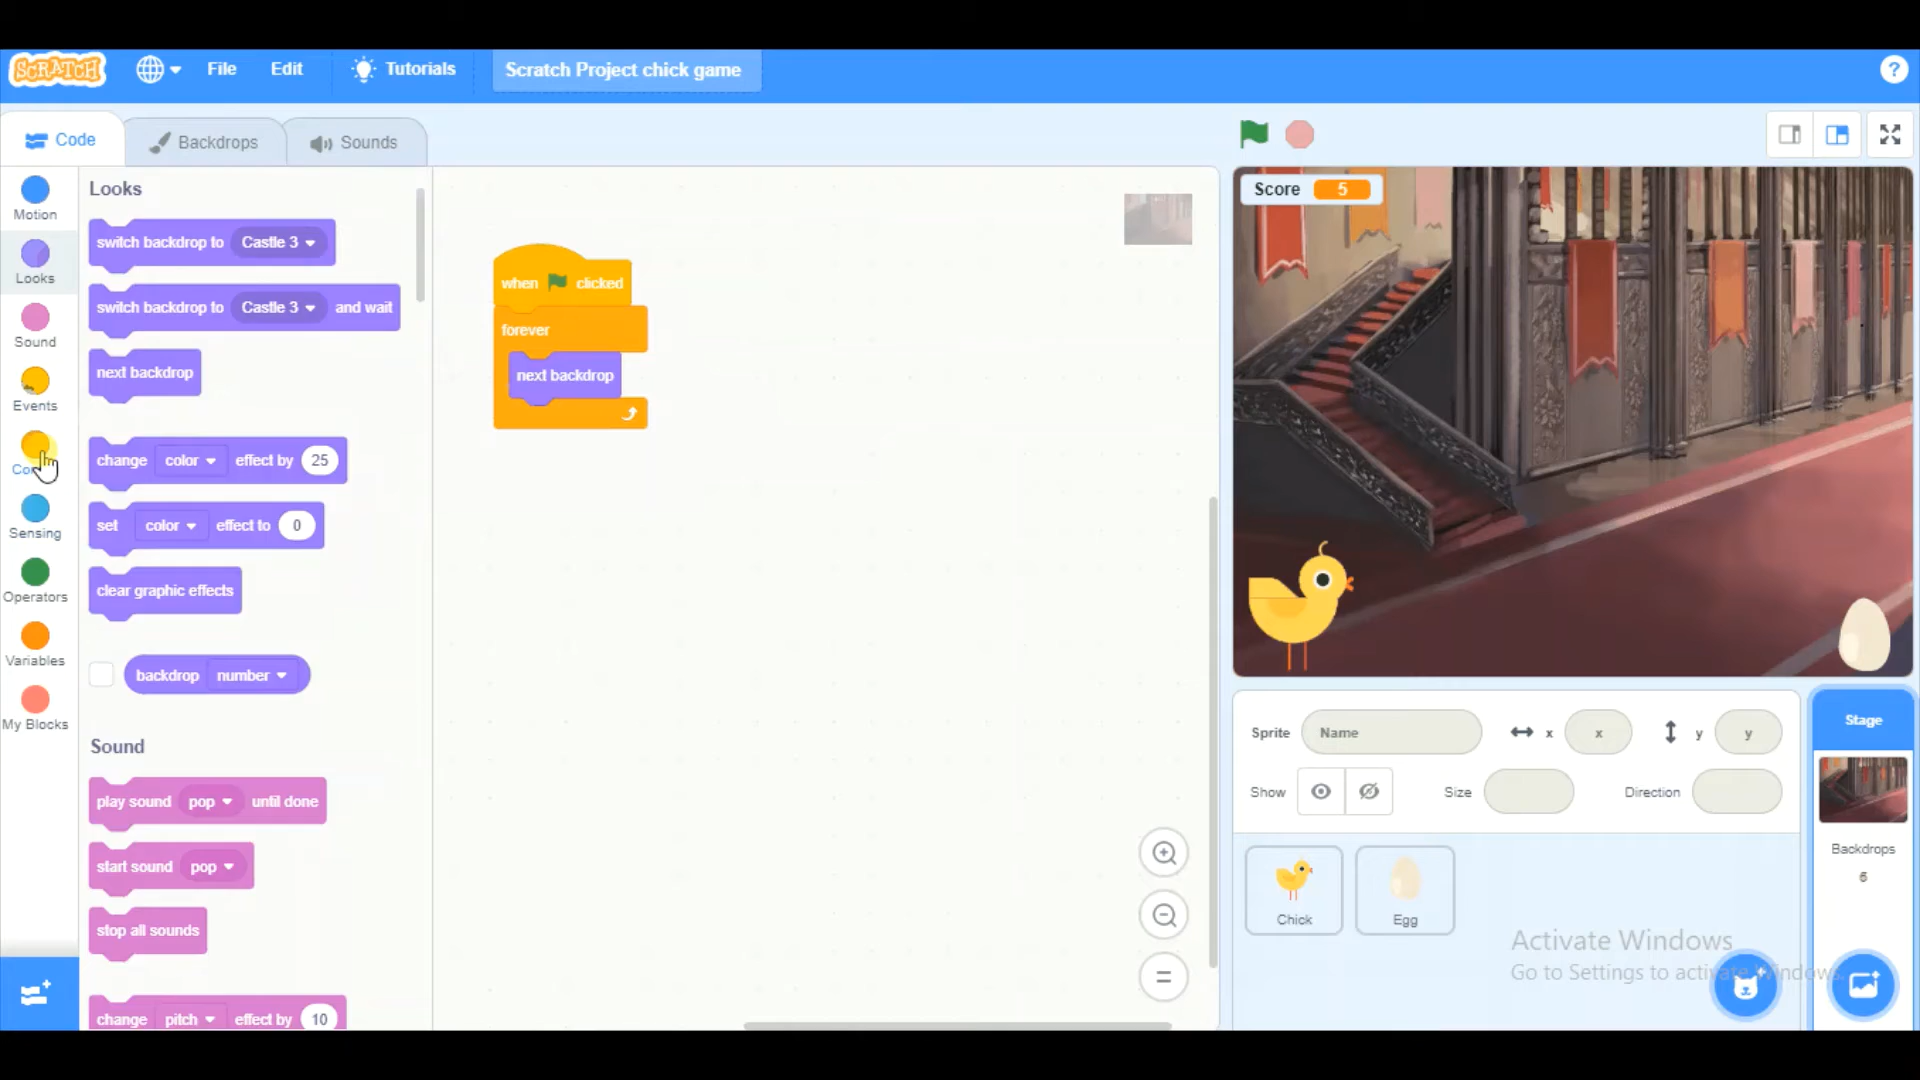 SCRATCH
File
Edit
Tutorials
Scratch Project chick game
?
Code
Backdrops
Sounds
Motion
Looks
Sound
Events
Sensing
Operators
Variables
My Blocks
Looks
switch backdrop to Castle 3
switch backdrop to Castle 3 and wait
next backdrop
change color effect by 25
set color effect to 0
clear graphic effects
backdrop number
Sound
play sound pop until done
start sound pop
stop all sounds
change pitch effect by 10
when clicked
forever
next backdrop
Score 5
Sprite Name x x y y
Show Size Direction
Chick
Egg
Stage
Backdrops
6
Activate Windows
Go to Settings to activate Windows.